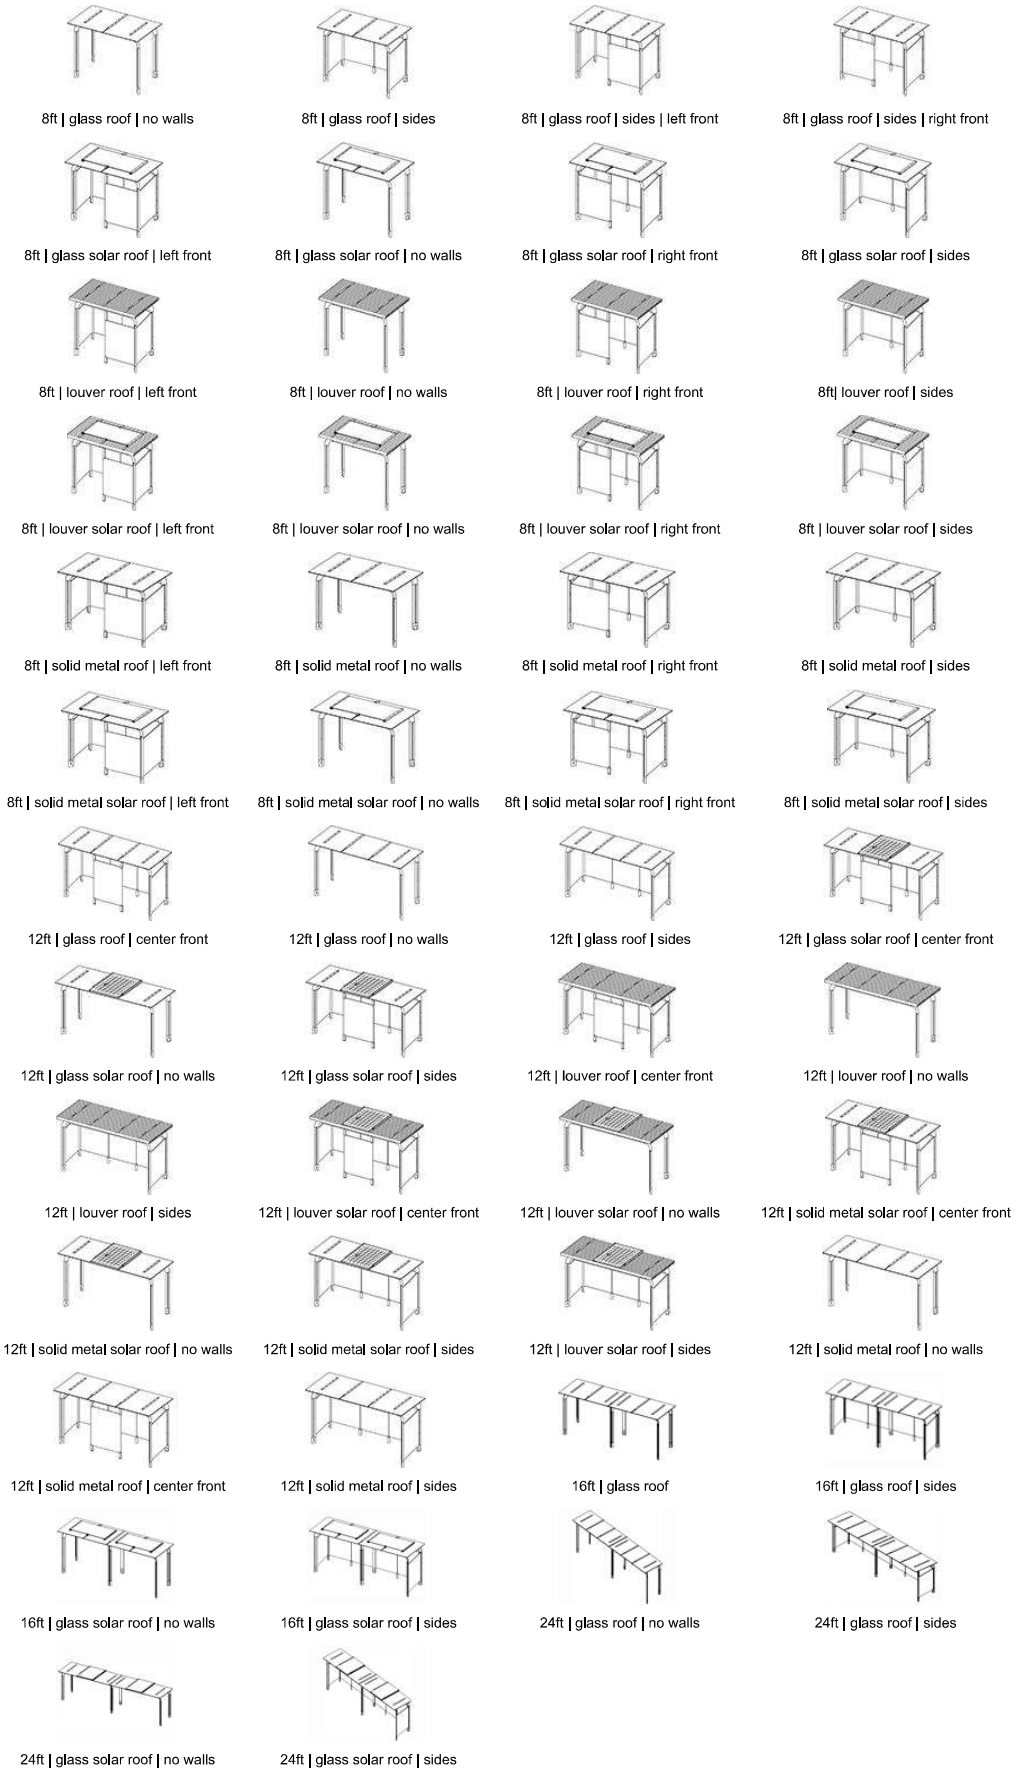 8ft | glass roof | no walls
8ft | glass roof | sides
8ft | glass roof | sides | left front
8ft | glass roof | sides | right front
8ft | glass solar roof | left front
8ft | glass solar roof | no walls
8ft | glass solar roof | right front
8ft | glass solar roof | sides
8ft | louver roof | left front
8ft | louver roof | no walls
8ft | louver roof | right front
8ft| louver roof | sides
8ft | louver solar roof | left front
8ft | louver solar roof | no walls
8ft | louver solar roof | right front
8ft | louver solar roof | sides
8ft | solid metal roof | left front
8ft | solid metal roof | no walls
8ft | solid metal roof | right front
8ft | solid metal roof | sides
8ft | solid metal solar roof | left front
8ft | solid metal solar roof | no walls
8ft | solid metal solar roof | right front
8ft | solid metal solar roof | sides
12ft | glass roof | center front
12ft | glass roof | no walls
12ft | glass roof | sides
12ft | glass solar roof | center front
12ft | glass solar roof | no walls
12ft | glass solar roof | sides
12ft | louver roof | center front
12ft | louver roof | no walls
12ft | louver roof | sides
12ft | louver solar roof | center front
12ft | louver solar roof | no walls
12ft | solid metal solar roof | center front
12ft | solid metal solar roof | no walls
12ft | solid metal solar roof | sides
12ft | louver solar roof | sides
12ft | solid metal roof | no walls
12ft | solid metal roof | center front
12ft | solid metal roof | sides
16ft | glass roof
16ft | glass roof | sides
16ft | glass solar roof | no walls
16ft | glass solar roof | sides
24ft | glass roof | no walls
24ft | glass roof | sides
24ft | glass solar roof | no walls
24ft | glass solar roof | sides